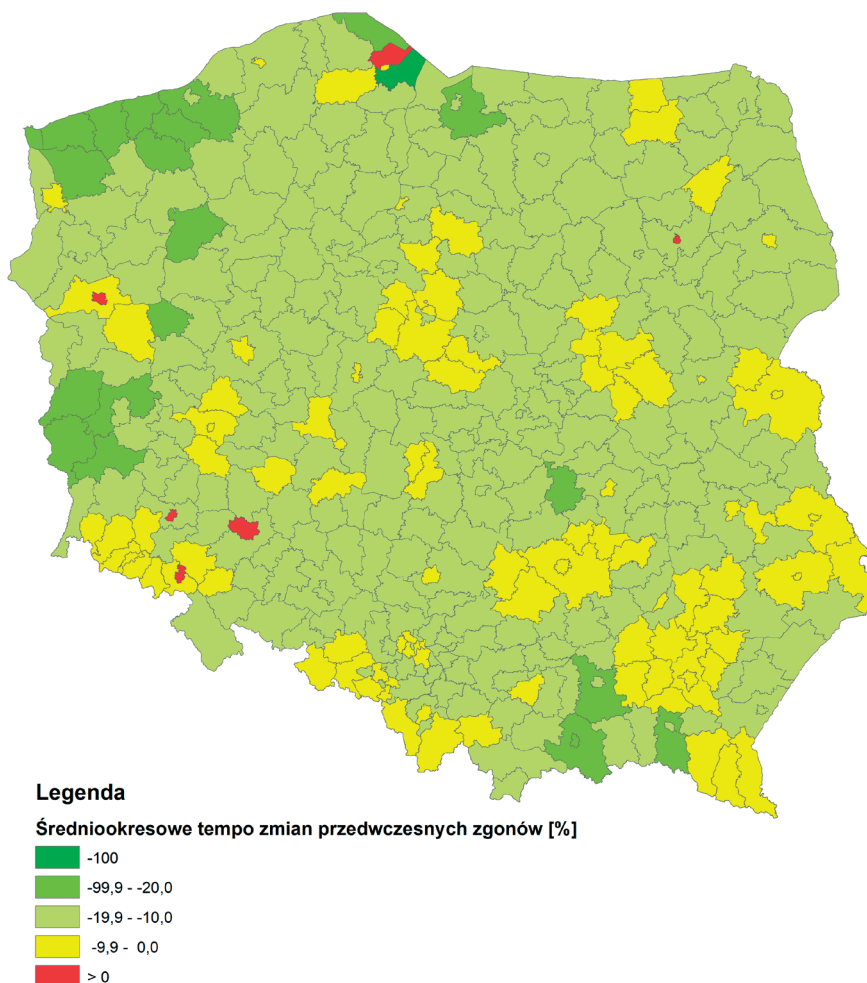 Legenda
Średniookresowe tempo zmian przedwczesnych zgonów [%]
-100
-99,9 - -20,0
-19,9 - -10,0
-9,9 - 0,0
> 0